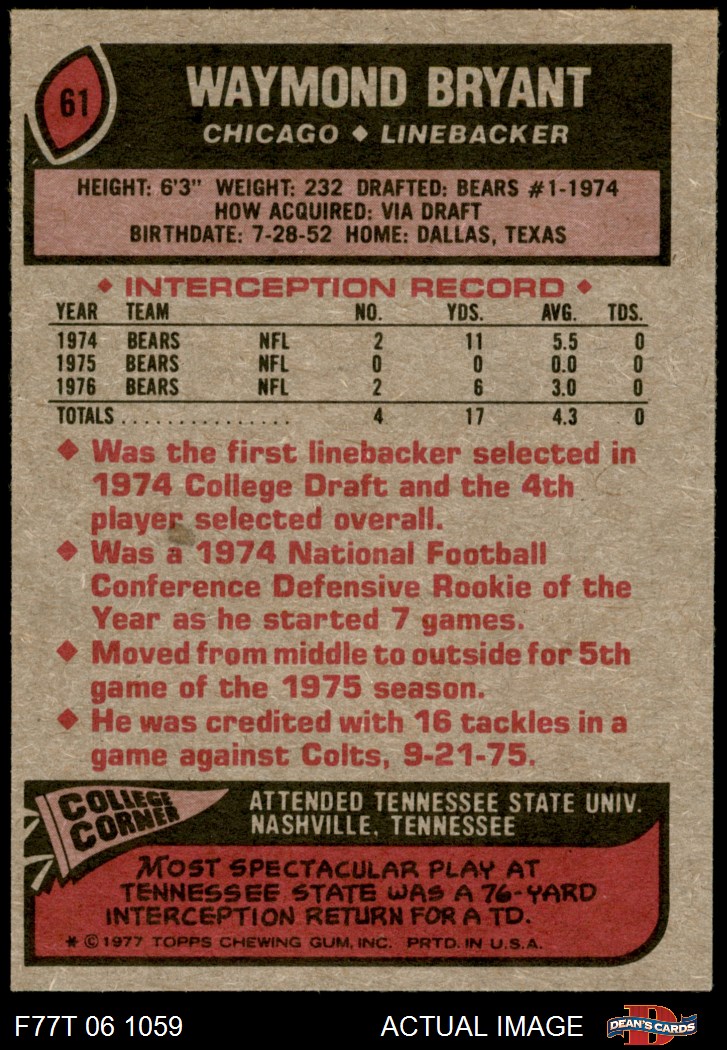 61
WAYMOND BRYANT
CHICAGO ◆ LINEBACKER
HEIGHT: 6'3" WEIGHT: 232 DRAFTED: BEARS #1-1974
HOW ACQUIRED: VIA DRAFT
BIRTHDATE: 7-28-52 HOME: DALLAS, TEXAS
◆ INTERCEPTION RECORD ◆
YEAR TEAM NO. YDS. AVG. TDS.
1974 BEARS NFL 2 11 5.5 0
1975 BEARS NFL 0 0 0.0 0
1976 BEARS NFL 2 6 3.0 0
TOTALS . . . . . . . . . . . . . . . 4 17 4.3 0
◆ Was the first linebacker selected in
1974 College Draft and the 4th
player selected overall.
◆ Was a 1974 National Football
Conference Defensive Rookie of the
Year as he started 7 games.
◆ Moved from middle to outside for 5th
game of the 1975 season.
◆ He was credited with 16 tackles in a
game against Colts, 9-21-75.
COLLEGE
CORNER
ATTENDED TENNESSEE STATE UNIV.
NASHVILLE, TENNESSEE
MOST SPECTACULAR PLAY AT
TENNESSEE STATE WAS A 76-YARD
INTERCEPTION RETURN FOR A TD.
* © 1977 TOPPS CHEWING GUM, INC. PRTD. IN U.S.A.
F77T 06 1059
ACTUAL IMAGE
D
DEAN'S CARDS